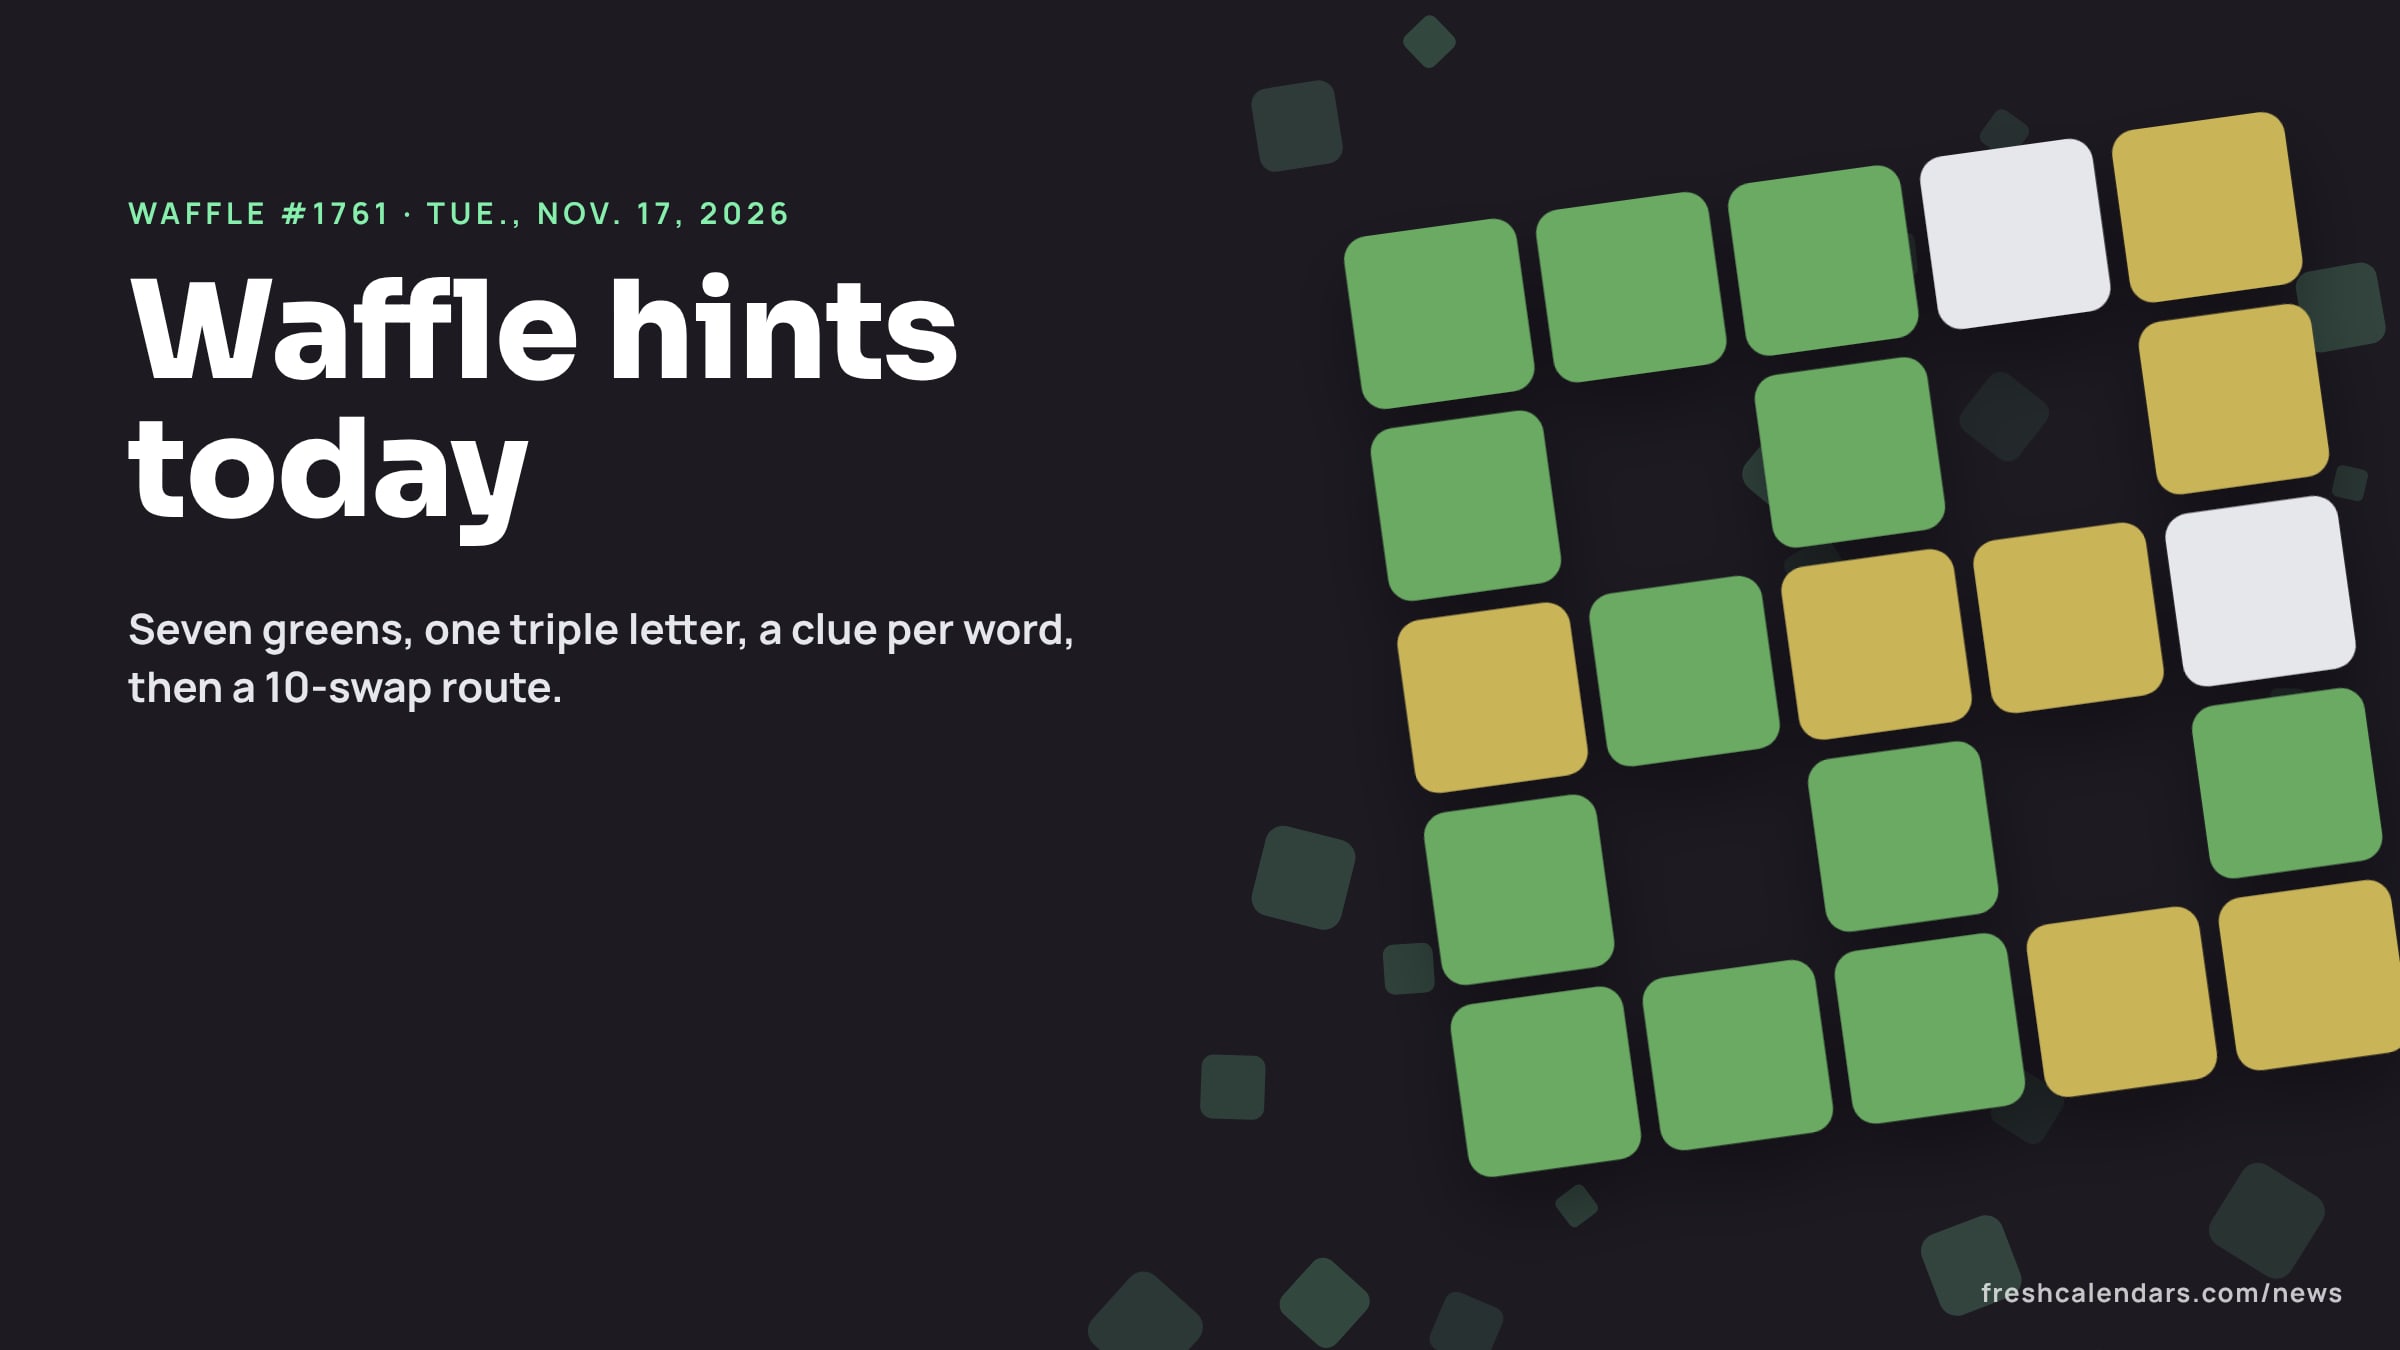 WAFFLE #1761 · TUE., NOV. 17, 2026
Waffle hints
today
Seven greens, one triple letter, a clue per word,
then a 10-swap route.
freshcalendars.com/news